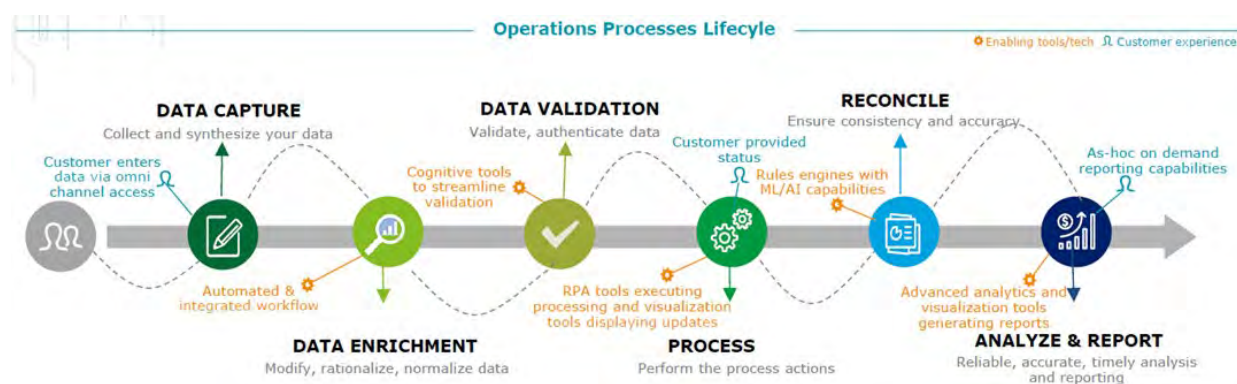 Operations Processes Lifecyle
Enabling tools/tech
Customer experience
DATA CAPTURE
Collect and synthesize your data
Customer enters
data via omni
channel access
Automated &
integrated workflow
DATA ENRICHMENT
Modify, rationalize, normalize data
DATA VALIDATION
Validate, authenticate data
Cognitive tools
to streamline
validation
RPA tools executing
processing and visualization
tools displaying updates
Customer provided
status
PROCESS
Perform the process actions
RECONCILE
Ensure consistency and accuracy
Rules engines with
ML/AI capabilities
As-hoc on demand
reporting capabilities
Advanced analytics and
visualization tools
generating reports
ANALYZE & REPORT
Reliable, accurate, timely analysis
and reporting